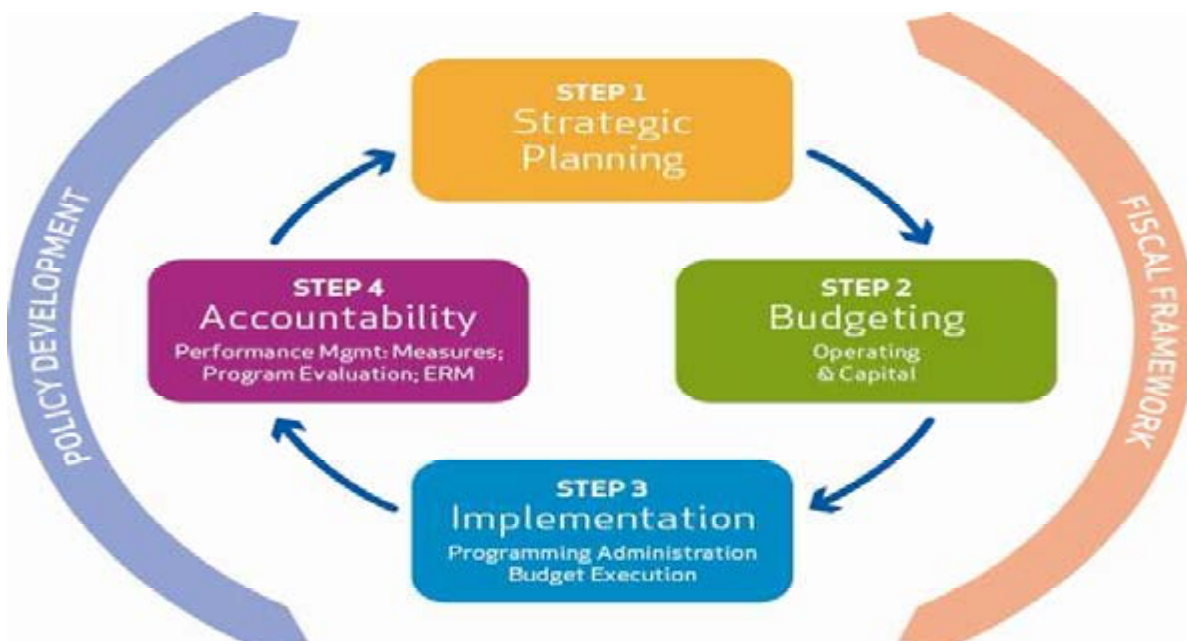 STEP 1
Strategic
Planning
POLICY DEVELOPMENT
FISCAL FRAMEWORK
STEP 4
Accountability
Performance Mgmt: Measures;
Program Evaluation; ERM
STEP 2
Budgeting
Operating
& Capital
STEP 3
Implementation
Programming Administration
Budget Execution